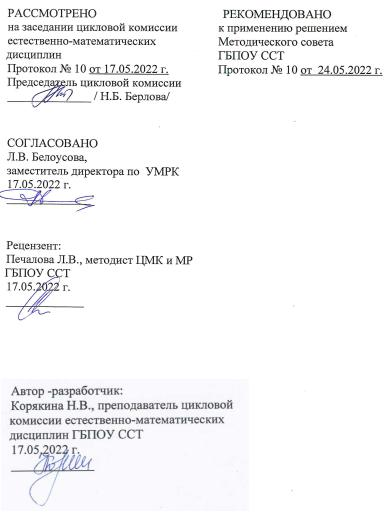 РАССМОТРЕНО
на заседании цикловой комиссии
естественно-математических
дисциплин
Протокол № 10 от 17.05.2022 г.
Председатель цикловой комиссии
______________ / Н.Б. Берлова/
РЕКОМЕНДОВАНО
к применению решением
Методического совета
ГБПОУ ССТ
Протокол № 10 от 24.05.2022 г.
СОГЛАСОВАНО
Л.В. Белоусова,
заместитель директора по УМРК
17.05.2022 г.
Рецензент:
Печалова Л.В., методист ЦМК и МР
ГБПОУ ССТ
17.05.2022 г.
Автор -разработчик:
Корякина Н.В., преподаватель цикловой
комиссии естественно-математических
дисциплин ГБПОУ ССТ
17.05.2022 г.